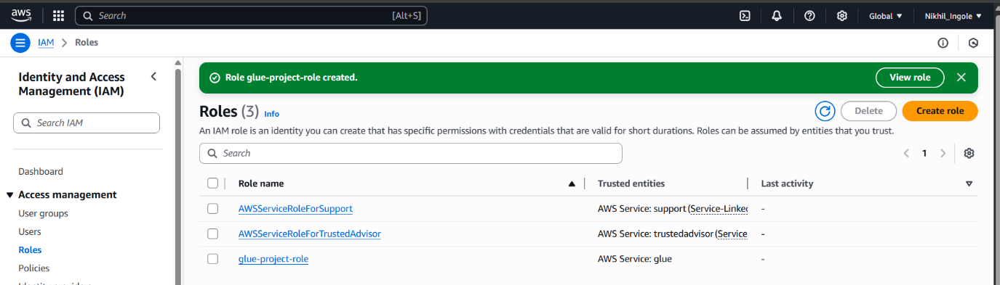 aws Search [Alt+S] Global Nikhil_Ingole
IAM Roles
Identity and Access
Management (IAM)
Search IAM
Dashboard
Access management
User groups
Users
Roles
Policies
Role glue-project-role created. View role
Roles (3) Info Delete Create role
An IAM role is an identity you can create that has specific permissions with credentials that are valid for short durations. Roles can be assumed by entities that you trust.
Search 1
Role name Trusted entities Last activity
AWSServiceRoleForSupport AWS Service: support (Service-Linked -
AWSServiceRoleForTrustedAdvisor AWS Service: trustedadvisor (Service -
glue-project-role AWS Service: glue -